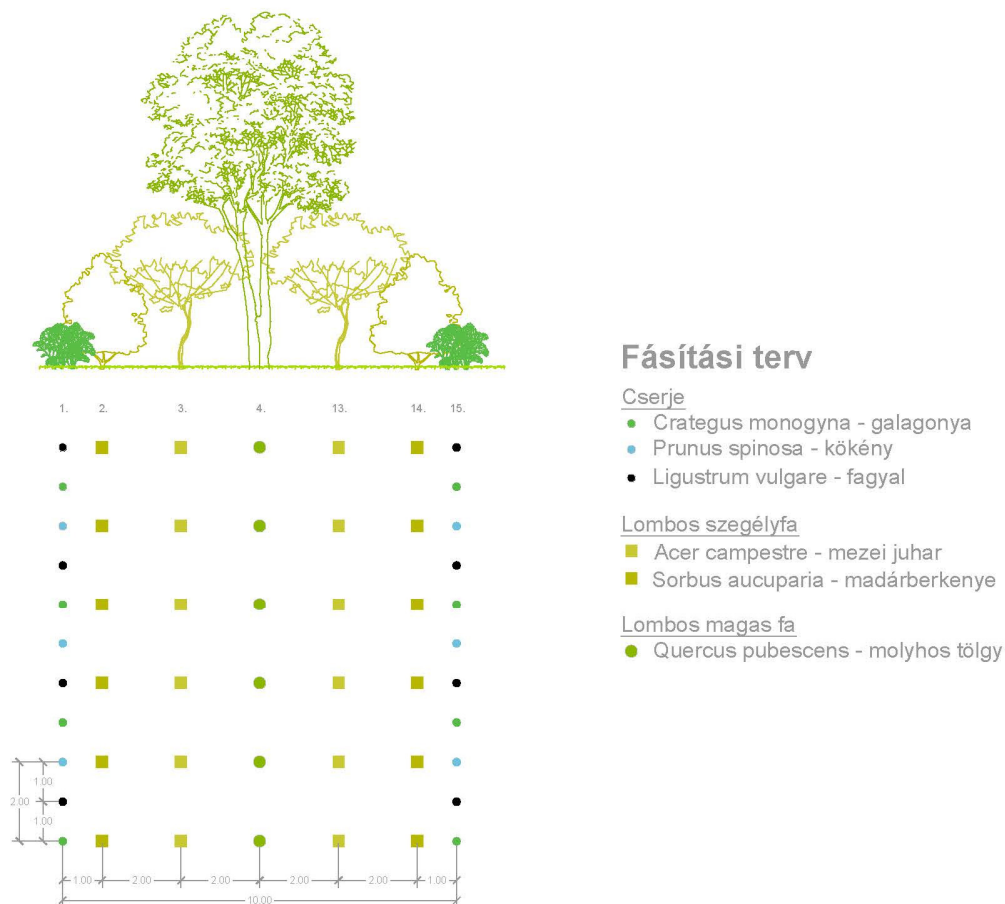 1. 2. 3. 4. 13. 14. 15.
Fásítási terv
Cserje
Crategus monogyna - galagonya
Prunus spinosa - kökény
Ligustrum vulgare - fagyal
Lombos szegélyfa
Acer campestre - mezei juhar
Sorbus aucuparia - madárberkenye
Lombos magas fa
Quercus pubescens - molyhos tölgy
1.00
2.00
1.00
1.00 2.00 2.00 2.00 2.00 1.00
10.00